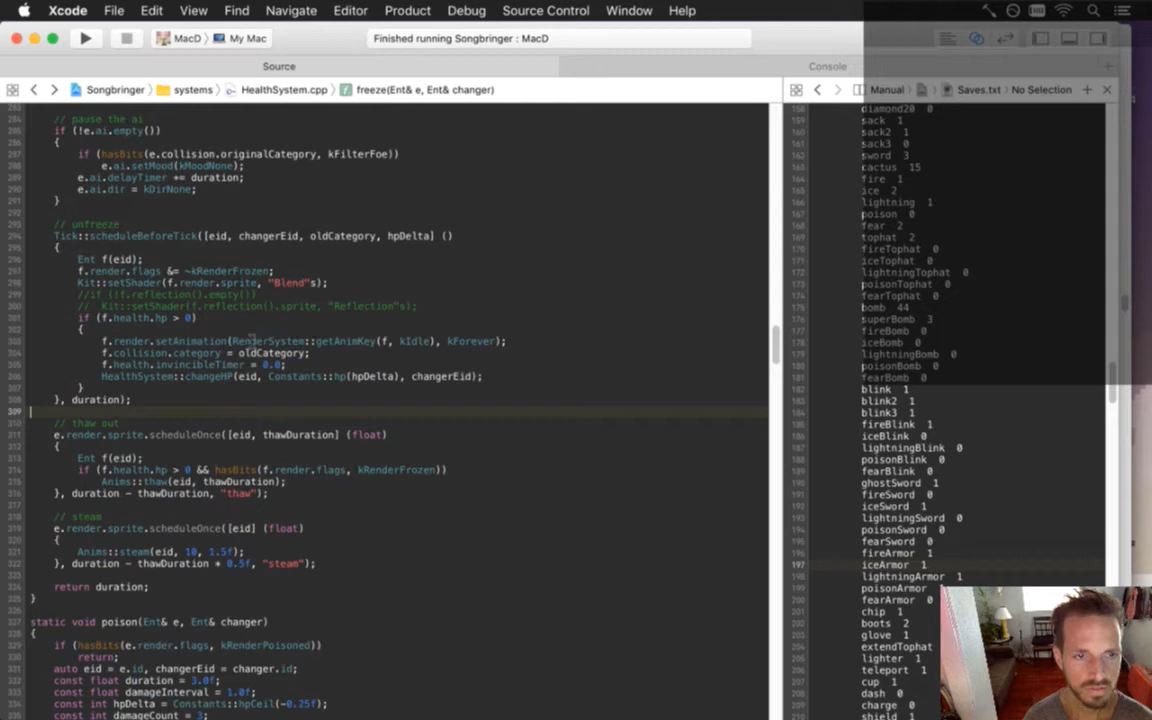 Xcode File Edit View Find Navigate Editor Product Debug Source Control Window Help
MacD My Mac
Finished running Songbringer : MacD
Source
Console
Songbringer systems HealthSystem.cpp freeze(Ent& e, Ent& changer)
Manual Saves.txt No Selection
// pause the ai
if (!e.ai.empty())
{
if (hasBits(e.collision.originalCategory, kFilterFoe))
e.ai.setMood(kMoodNone);
e.ai.delayTimer += duration;
e.ai.dir = kDirNone;
}
// unfreeze
Tick::scheduleBeforeTick([eid, changerEid, oldCategory, hpDelta] ()
{
Ent f(eid);
f.render.flags &= ~kRenderFrozen;
Kit::setShader(f.render.sprite, "Blend"s);
//if (!f.reflection().empty())
//  Kit::setShader(f.reflection().sprite, "Reflection"s);
if (f.health.hp > 0)
{
f.render.setAnimation(RenderSystem::getAnimKey(f, kIdle), kForever);
f.collision.category = oldCategory;
f.health.invincibleTimer = 0.0;
HealthSystem::changeHP(eid, Constants::hp(hpDelta), changerEid);
}
}, duration);
309
// thaw out
e.render.sprite.scheduleOnce([eid, thawDuration] (float)
{
Ent f(eid);
if (f.health.hp > 0 && hasBits(f.render.flags, kRenderFrozen))
Anims::thaw(eid, thawDuration);
}, duration - thawDuration, "thaw");
// steam
e.render.sprite.scheduleOnce([eid] (float)
{
Anims::steam(eid, 10, 1.5f);
}, duration - thawDuration * 0.5f, "steam");
return duration;
}
static void poison(Ent& e, Ent& changer)
{
if (hasBits(e.render.flags, kRenderPoisoned))
return;
auto eid = e.id, changerEid = changer.id;
const float duration = 3.0f;
const float damageInterval = 1.0f;
const int hpDelta = Constants::hpCeil(-0.25f);
const int damageCount = 3;
diamond20 0
sack 1
sack2 1
sack3 0
sword 3
cactus 15
fire 1
ice 2
lightning 1
poison 0
fear 2
tophat 2
fireTophat 0
iceTophat 0
lightningTophat 0
poisonTophat 0
fearTophat 0
bomb 44
superBomb 3
fireBomb 0
iceBomb 0
lightningBomb 0
poisonBomb 0
fearBomb 0
blink 1
blink2 1
blink3 1
fireBlink 1
iceBlink 0
lightningBlink 0
poisonBlink 0
fearBlink 0
ghostSword 1
fireSword 0
iceSword 1
lightningSword 0
poisonSword 0
fearSword 0
fireArmor 1
197 iceArmor 1
lightningArmor 1
poisonArmor
fearArmor 0
chip 1
boots 2
glove 1
extendTophat
lighter 1
teleport 1
cup 1
dash 0
charge 0
shield 1